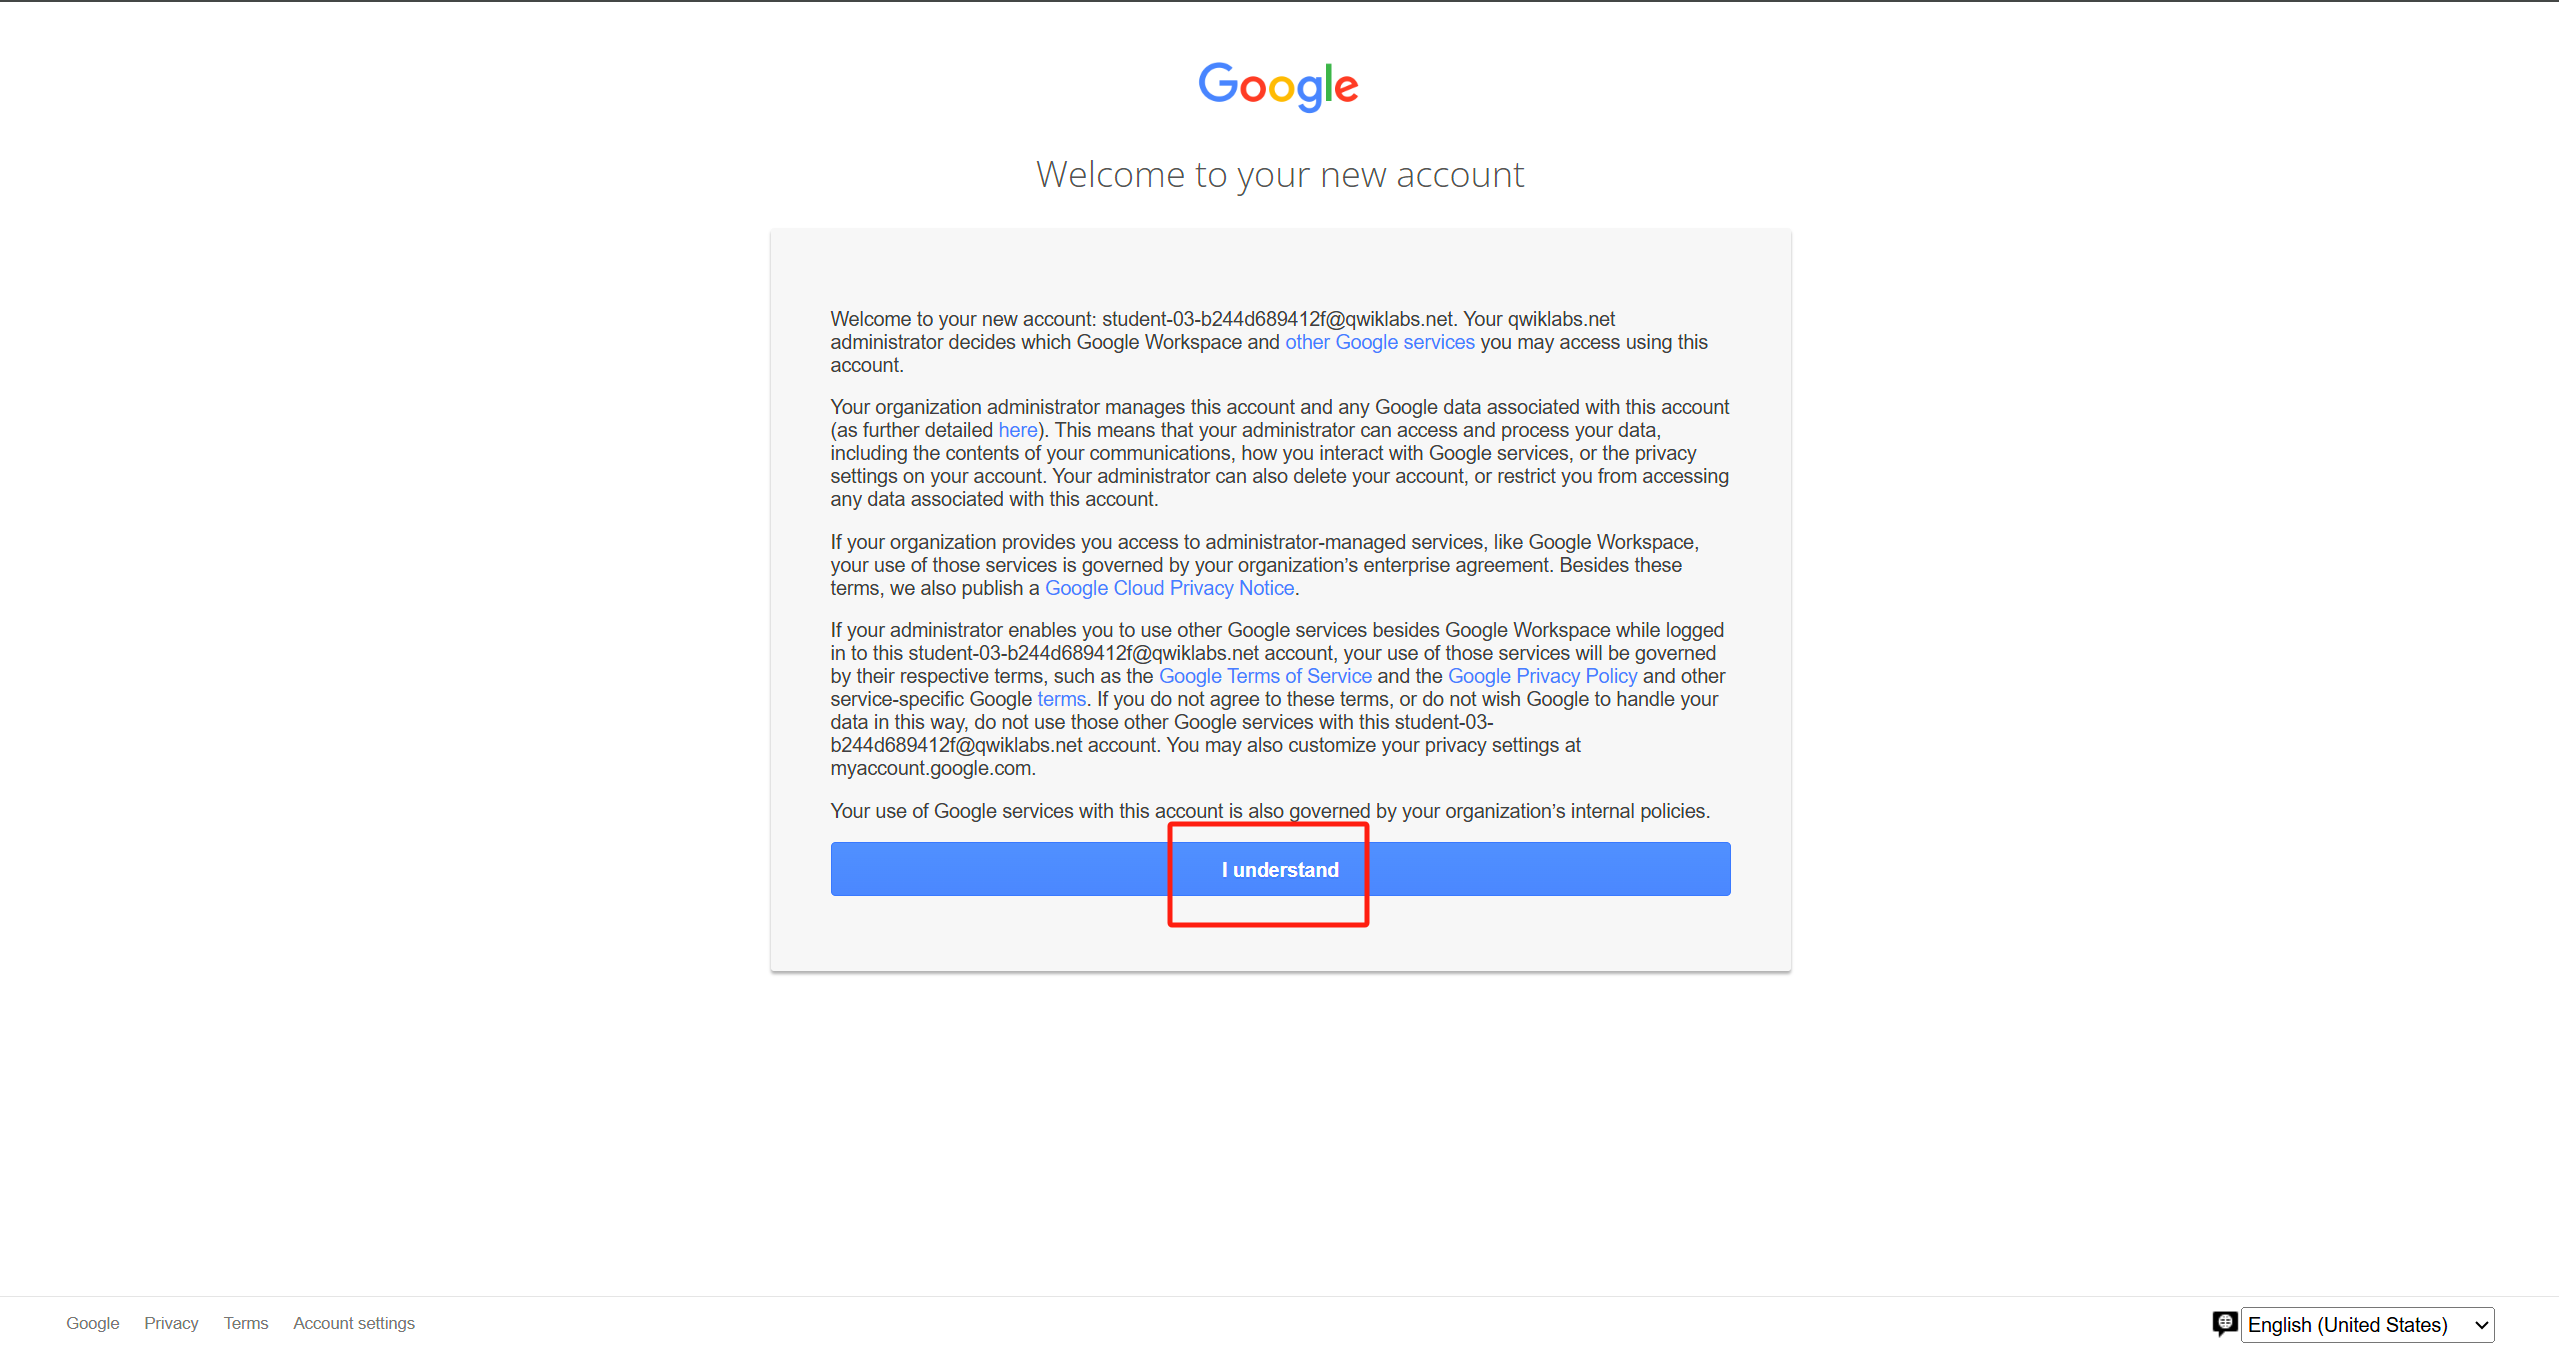 Google
Welcome to your new account
Welcome to your new account: student-03-b244d689412f@qwiklabs.net. Your qwiklabs.net
administrator decides which Google Workspace and other Google services you may access using this
account.
Your organization administrator manages this account and any Google data associated with this account
(as further detailed here). This means that your administrator can access and process your data,
including the contents of your communications, how you interact with Google services, or the privacy
settings on your account. Your administrator can also delete your account, or restrict you from accessing
any data associated with this account.
If your organization provides you access to administrator-managed services, like Google Workspace,
your use of those services is governed by your organization’s enterprise agreement. Besides these
terms, we also publish a Google Cloud Privacy Notice.
If your administrator enables you to use other Google services besides Google Workspace while logged
in to this student-03-b244d689412f@qwiklabs.net account, your use of those services will be governed
by their respective terms, such as the Google Terms of Service and the Google Privacy Policy and other
service-specific Google terms. If you do not agree to these terms, or do not wish Google to handle your
data in this way, do not use those other Google services with this student-03-
b244d689412f@qwiklabs.net account. You may also customize your privacy settings at
myaccount.google.com.
Your use of Google services with this account is also governed by your organization’s internal policies.
I understand
Google Privacy Terms Account settings
English (United States)